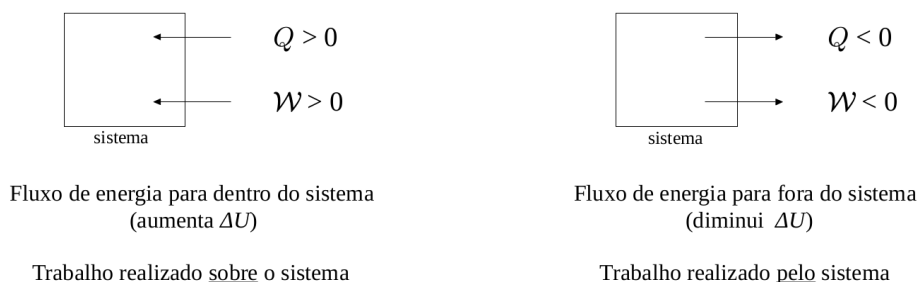 Q > 0
W > 0
sistema
Fluxo de energia para dentro do sistema
(aumenta ΔU)
Trabalho realizado sobre o sistema
Q < 0
W < 0
sistema
Fluxo de energia para fora do sistema
(diminui ΔU)
Trabalho realizado pelo sistema